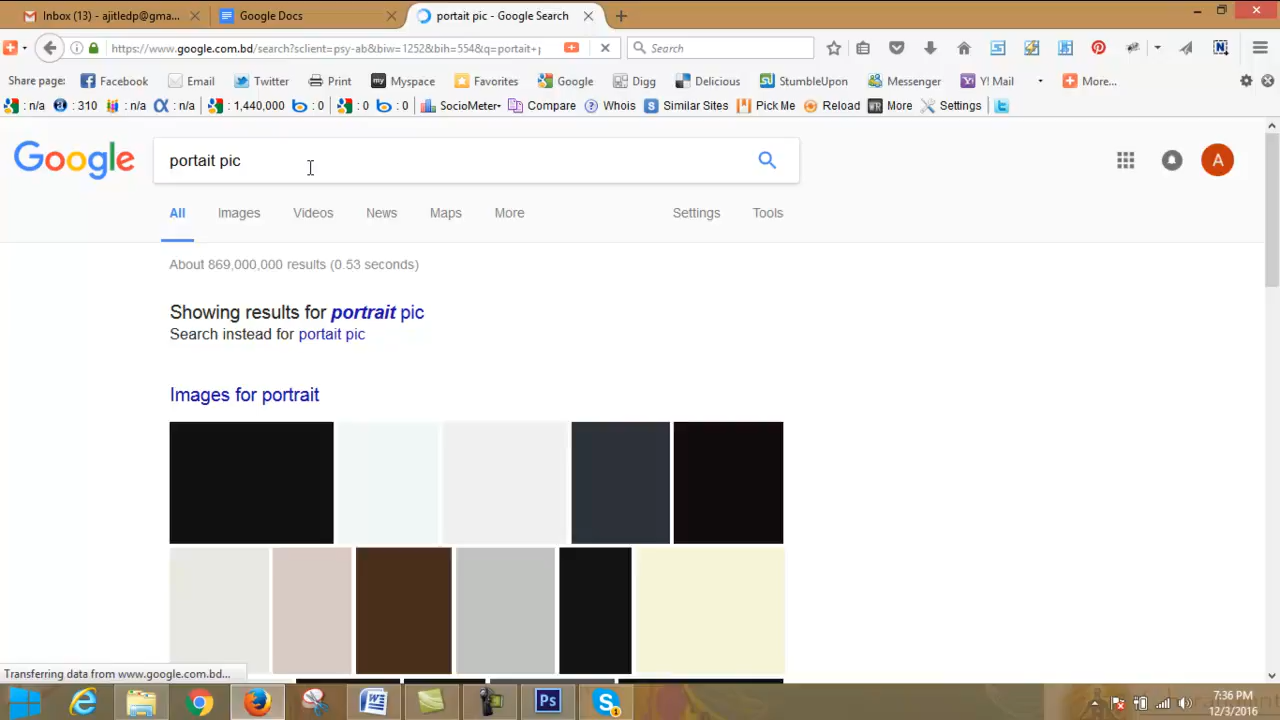 Inbox (13) - ajitledp@gma...
Google Docs
portait pic - Google Search
https://www.google.com.bd/search?sclient=psy-ab&biw=1252&bih=554&q=portait+
Search
Share page:
Facebook
Email
Twitter
Print
my Myspace
Favorites
Google
Digg
Delicious
StumbleUpon
Messenger
Y! Mail
More...
: n/a
: 310
: n/a
: n/a
: 1,440,000
: 0
: 0
: 0
SocioMeter
Compare
Whois
Similar Sites
Pick Me
Reload
More
Settings
Google
portait pic
A
All
Images
Videos
News
Maps
More
Settings
Tools
About 869,000,000 results (0.53 seconds)
Showing results for portrait pic
Search instead for portait pic
Images for portrait
Transferring data from www.google.com.bd...
Ps
7:36 PM
12/3/2016